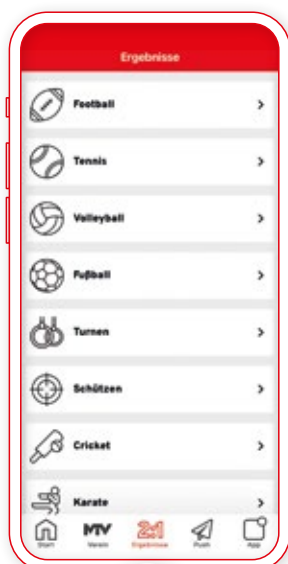 Ergebnisse
Football
Tennis
Volleyball
Fußball
Turnen
Schützen
Cricket
Karate
MTV
2:1
Start
Verein
Ergebnisse
Push
App